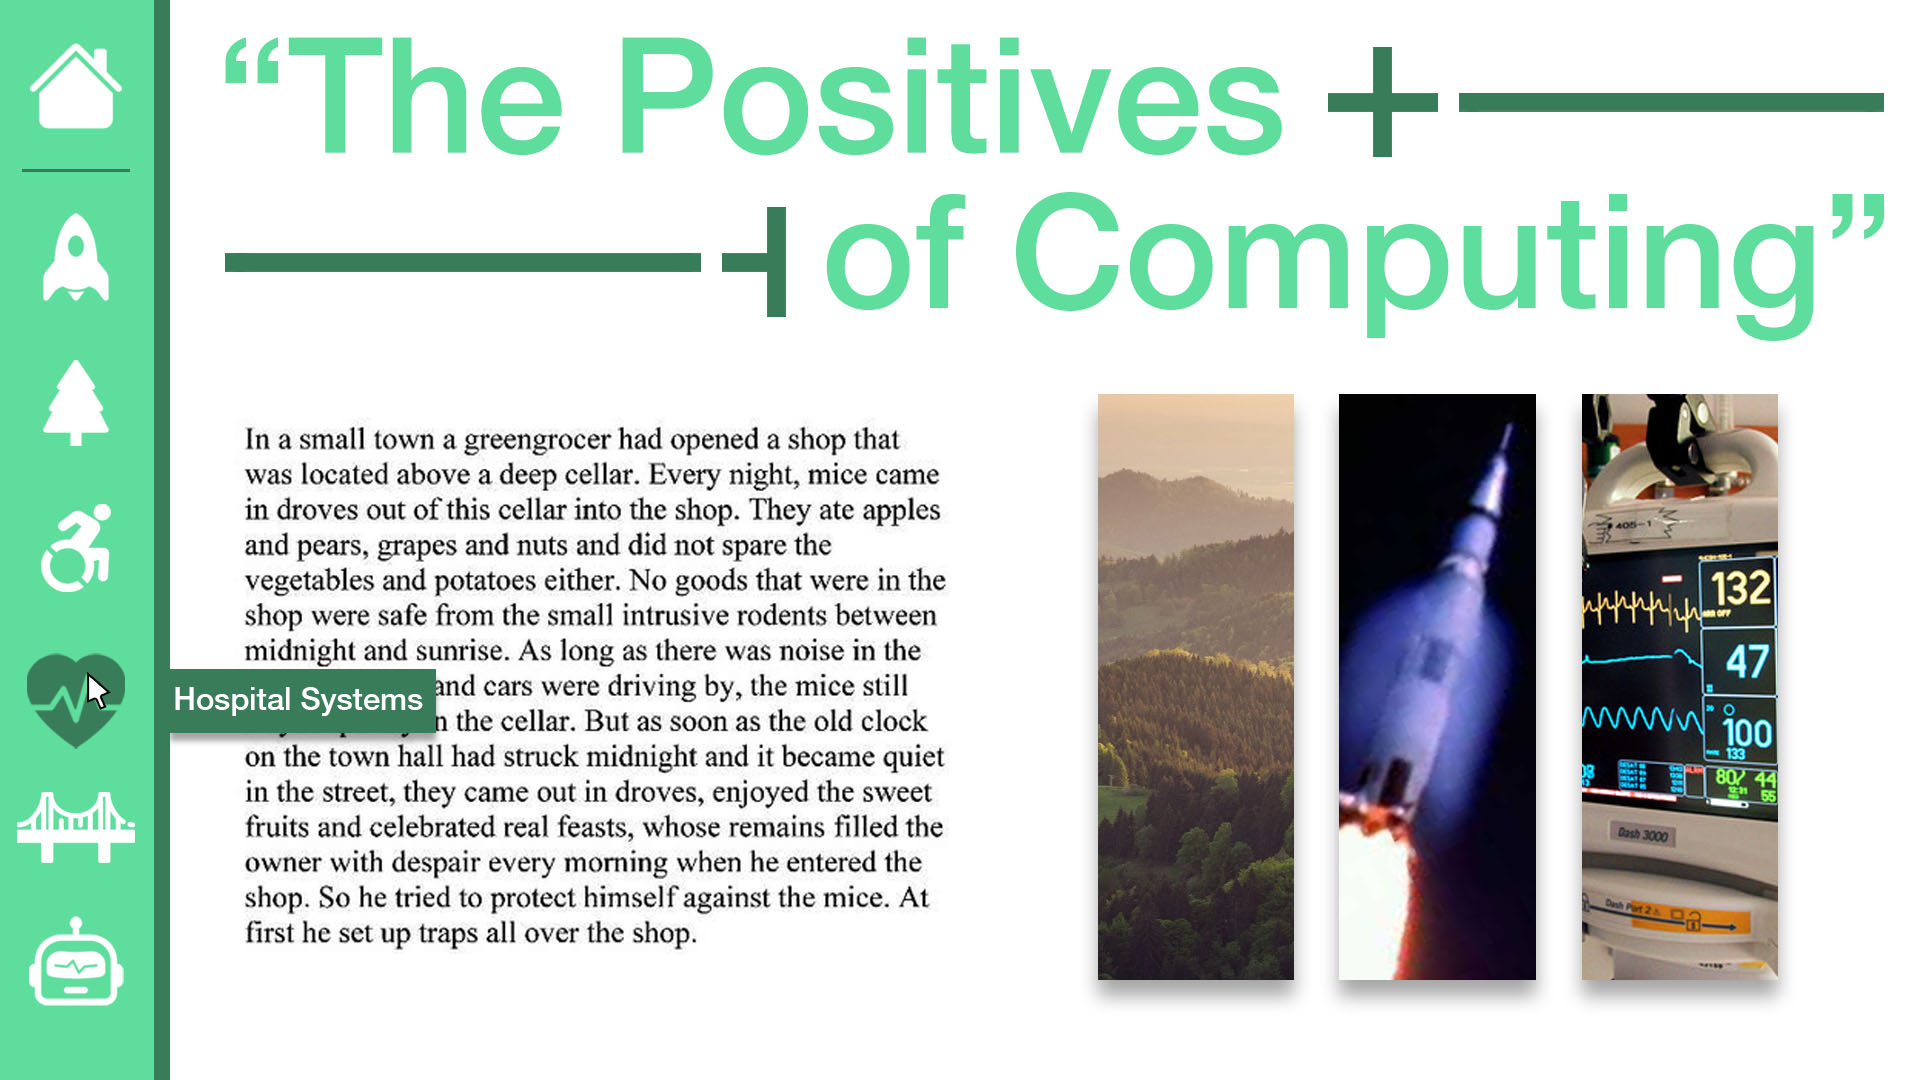 “The Positives
of Computing”
In a small town a greengrocer had opened a shop that
was located above a deep cellar. Every night, mice came
in droves out of this cellar into the shop. They ate apples
and pears, grapes and nuts and did not spare the
vegetables and potatoes either. No goods that were in the
shop were safe from the small intrusive rodents between
midnight and sunrise. As long as there was noise in the
and cars were driving by, the mice still
the cellar. But as soon as the old clock
on the town hall had struck midnight and it became quiet
in the street, they came out in droves, enjoyed the sweet
fruits and celebrated real feasts, whose remains filled the
owner with despair every morning when he entered the
shop. So he tried to protect himself against the mice. At
first he set up traps all over the shop.
Hospital Systems
405-1
132
47
100
133
80/ 44
12:31
55
Dash 3000
Dash Port 2